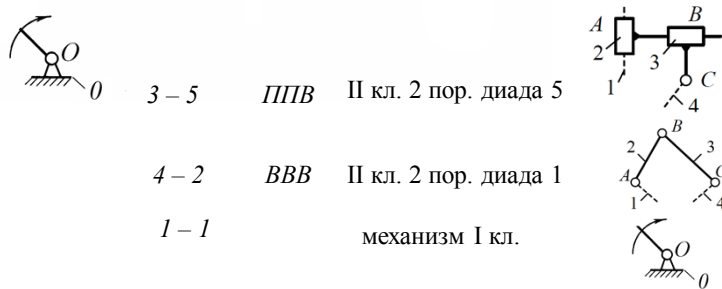 O
0
A
B
2
3
1
C
4
3 – 5 ППВ II кл. 2 пор. диада 5
B
2
3
A
C
1
4
4 – 2 ВВВ II кл. 2 пор. диада 1
1 – 1 механизм I кл.
O
0